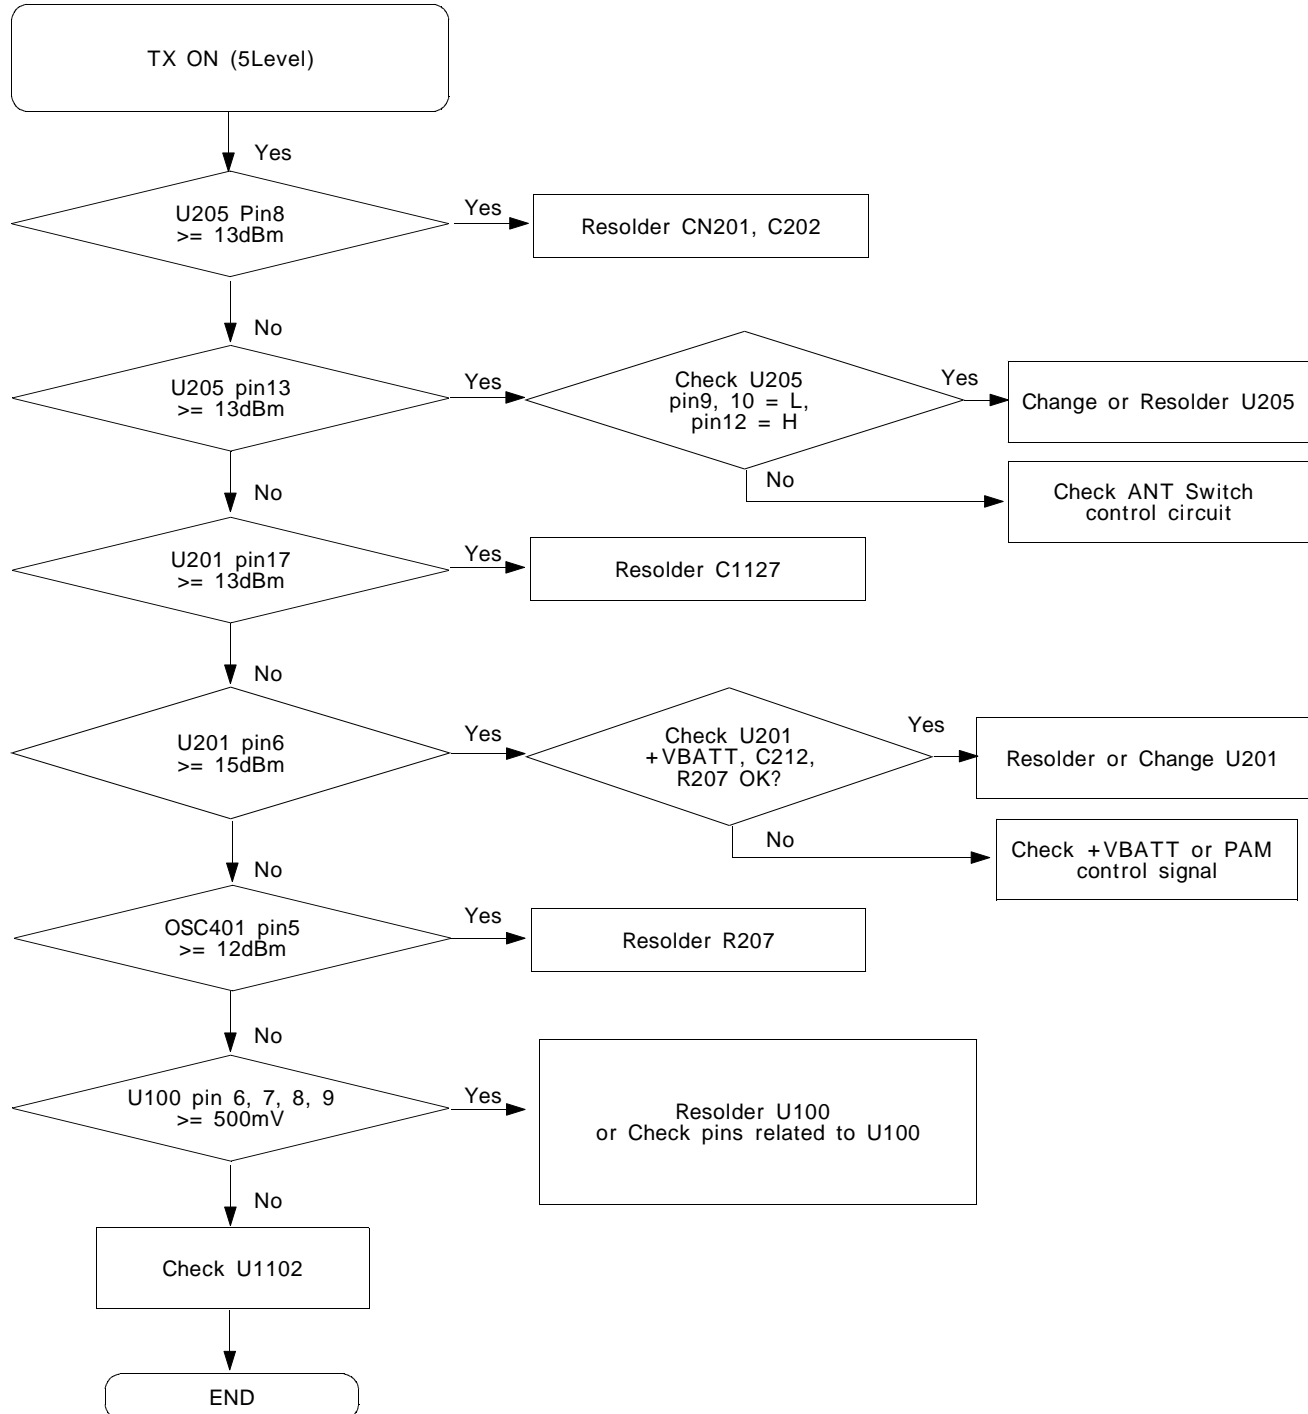 TX ON (5Level)
Yes
U205 Pin8
>= 13dBm
Yes
Resolder CN201, C202
No
U205 pin13
>= 13dBm
Yes
Check U205
pin9, 10 = L,
pin12 = H
Yes
Change or Resolder U205
No
Check ANT Switch
control circuit
No
U201 pin17
>= 13dBm
Yes
Resolder C1127
No
U201 pin6
>= 15dBm
Yes
Check U201
+VBATT, C212,
R207 OK?
Yes
Resolder or Change U201
No
Check +VBATT or PAM
control signal
No
OSC401 pin5
>= 12dBm
Yes
Resolder R207
No
U100 pin 6, 7, 8, 9
>= 500mV
Yes
Resolder U100
or Check pins related to U100
No
Check U1102
END